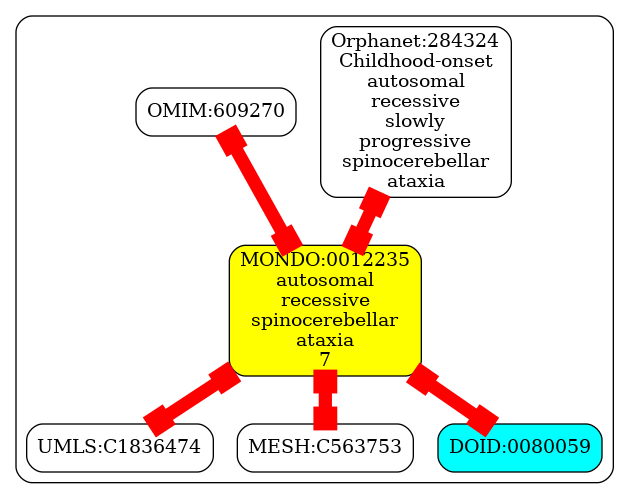 Orphanet:284324
Childhood-onset
autosomal
recessive
slowly
progressive
spinocerebellar
ataxia
OMIM:609270
MONDO:0012235
autosomal
recessive
spinocerebellar
ataxia
7
UMLS:C1836474
MESH:C563753
DOID:0080059